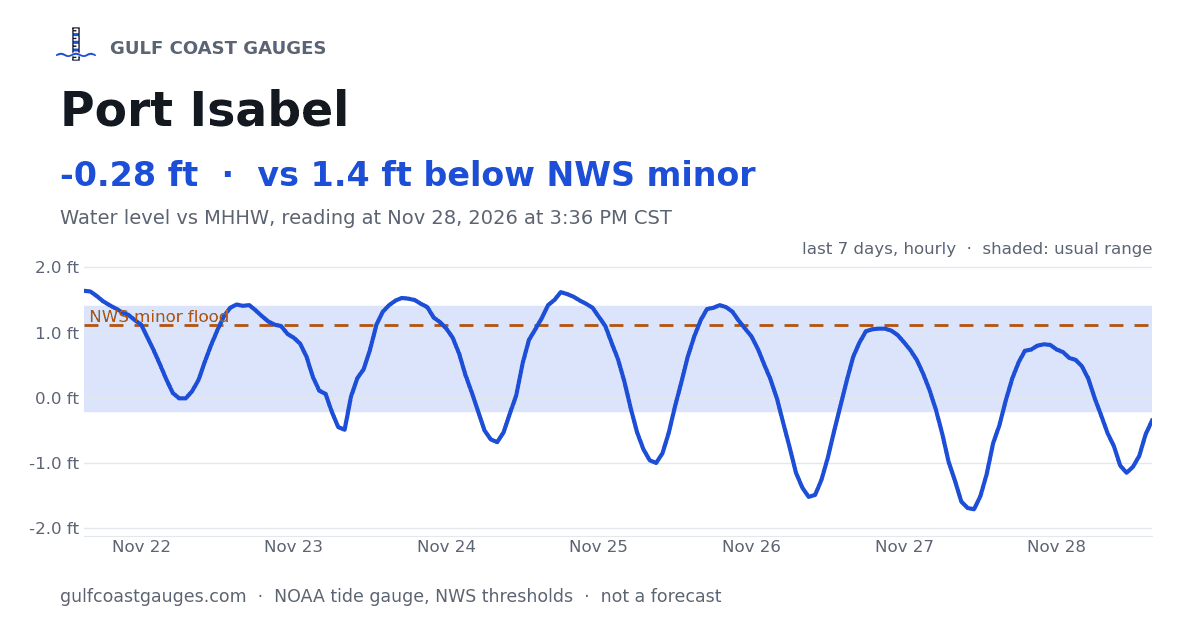 GULF COAST GAUGES
Port Isabel
-0.28 ft · vs 1.4 ft below NWS minor
Water level vs MHHW, reading at Nov 28, 2026 at 3:36 PM CST
last 7 days, hourly · shaded: usual range
2.0 ft
NWS minor flood
1.0 ft
0.0 ft
-1.0 ft
-2.0 ft
Nov 22 Nov 23 Nov 24 Nov 25 Nov 26 Nov 27 Nov 28
gulfcoastgauges.com · NOAA tide gauge, NWS thresholds · not a forecast